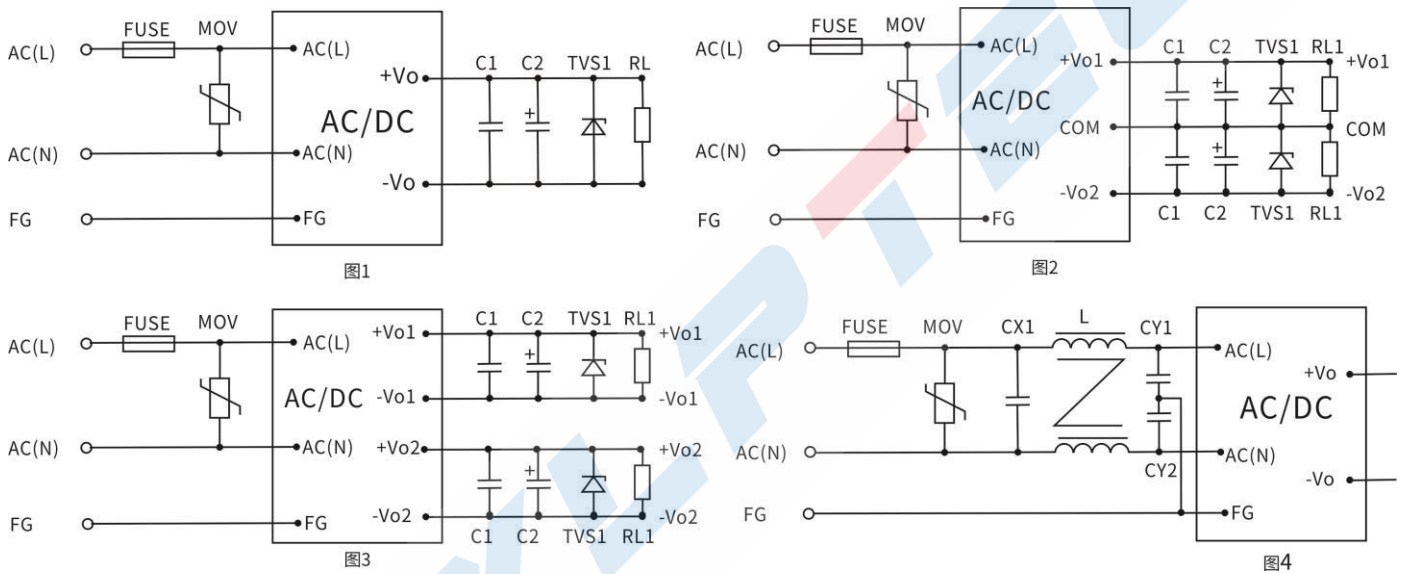 FUSE MOV
AC(L) AC(L)
+Vo C1 C2 TVS1 RL
+
AC/DC
AC(N) AC(N)
-Vo
FG FG
图1
FUSE MOV
AC(L) AC(L)
+Vo1 C1 C2 TVS1 RL1 +Vo1
+
AC/DC
COM COM
AC(N) AC(N)
+
-Vo2 C1 C2 TVS1 RL1 -Vo2
FG FG
图2
FUSE MOV
AC(L) AC(L)
+Vo1 C1 C2 TVS1 RL1 +Vo1
+
AC/DC
-Vo1 -Vo1
AC(N) AC(N)
+Vo2 +Vo2
+
-Vo2 -Vo2
C1 C2 TVS1 RL1
FG FG
图3
FUSE MOV CX1 L CY1
AC(L) AC(L)
+Vo
AC/DC
AC(N) AC(N)
CY2
-Vo
FG FG
图4
YLPTEC